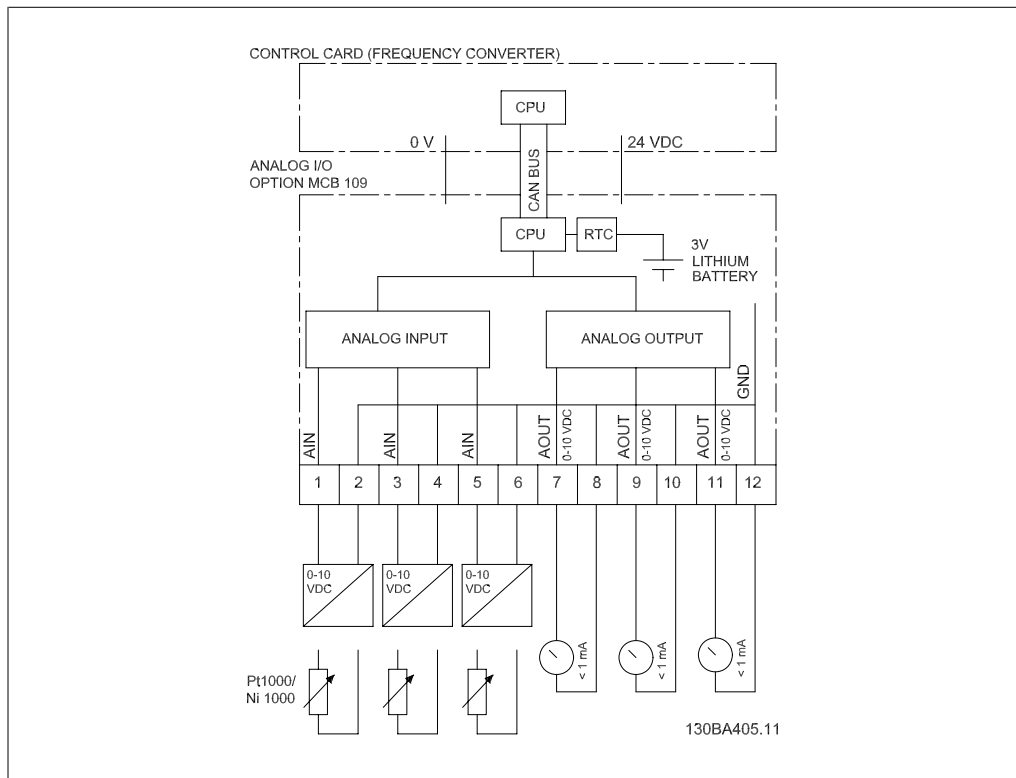 CONTROL CARD (FREQUENCY CONVERTER)
CPU
0 V
24 VDC
CAN BUS
ANALOG I/O
OPTION MCB 109
CPU
RTC
3V
LITHIUM
BATTERY
ANALOG INPUT
ANALOG OUTPUT
GND
AIN
AIN
AIN
AOUT
0-10 VDC
AOUT
0-10 VDC
AOUT
0-10 VDC
1 2 3 4 5 6 7 8 9 10 11 12
0-10
VDC
0-10
VDC
0-10
VDC
< 1 mA
< 1 mA
< 1 mA
Pt1000/
Ni 1000
130BA405.11